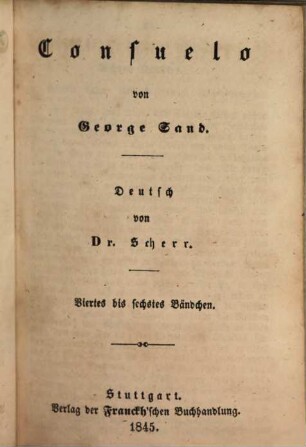 Consuelo
von
George Sand.
Deutsch
von
Dr. Scherr.
Viertes bis sechstes Bändchen.
Stuttgart.
Verlag der Franckh'schen Buchhandlung.
1845.